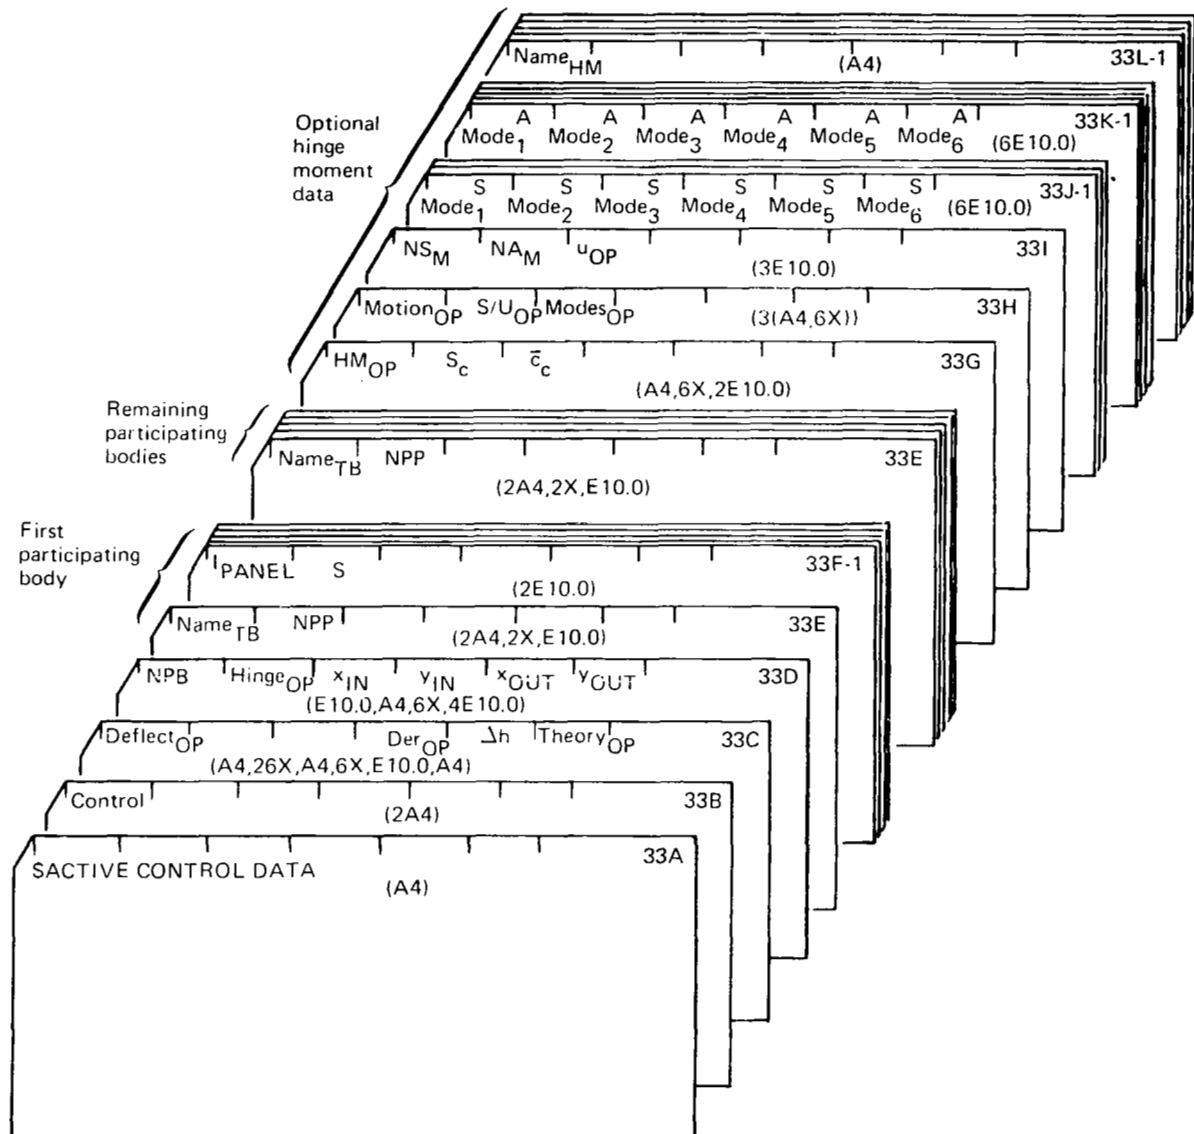 Name_HM (A4) 33L-1
Mode_1^A Mode_2^A Mode_3^A Mode_4^A Mode_5^A Mode_6^A (6E10.0) 33K-1
Optional
hinge
moment
data
Mode_1^S Mode_2^S Mode_3^S Mode_4^S Mode_5^S Mode_6^S (6E10.0) 33J-1
NS_M NA_M u_OP 33I
(3E10.0)
Motion_OP S/U_OP Modes_OP (3(A4,6X)) 33H
HM_OP S_c c̄_c 33G
(A4,6X,2E10.0)
Remaining
participating
bodies
Name_TB NPP 33E
(2A4,2X,E10.0)
First
participating
body
PANEL S 33F-1
(2E10.0)
Name_TB NPP (2A4,2X,E10.0) 33E
NPB Hinge_OP x_IN y_IN x_OUT y_OUT 33D
(E10.0,A4,6X,4E10.0)
Deflect_OP Der_OP Δh Theory_OP 33C
(A4,26X,A4,6X,E10.0,A4)
Control 33B
(2A4)
33A
SACTIVE CONTROL DATA
(A4)